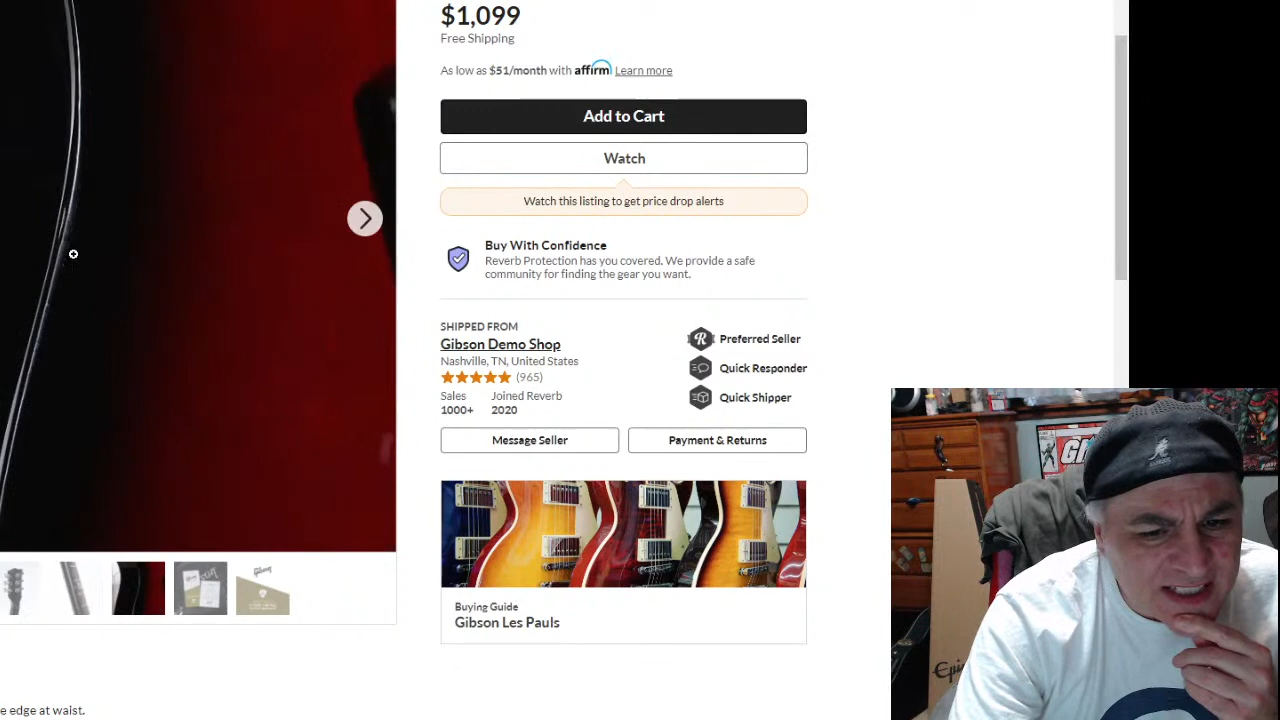 $1,099
Free Shipping
As low as $51/month with affirm Learn more
Add to Cart
Watch
Watch this listing to get price drop alerts
Buy With Confidence
Reverb Protection has you covered. We provide a safe
community for finding the gear you want.
SHIPPED FROM
Gibson Demo Shop
Nashville, TN, United States
(965)
Sales
1000+
Joined Reverb
2020
R Preferred Seller
Quick Responder
Quick Shipper
Message Seller
Payment & Returns
Buying Guide
Gibson Les Pauls
e edge at waist.